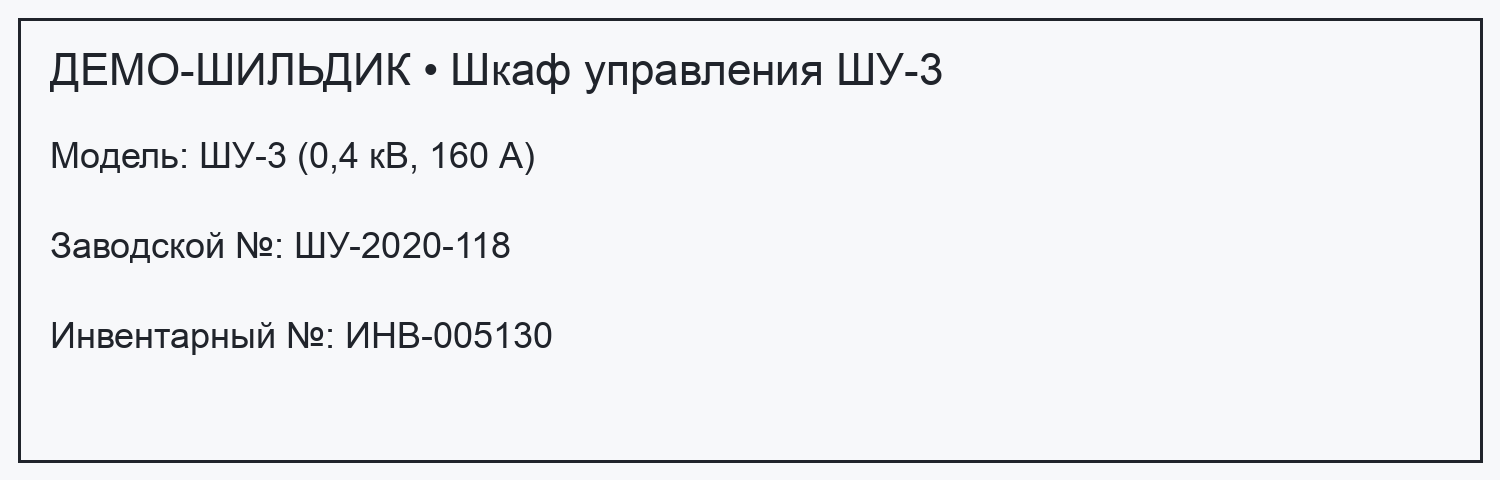 ДЕМО-ШИЛЬДИК • Шкаф управления ШУ-3
Модель: ШУ-3 (0,4 кВ, 160 А)
Заводской №: ШУ-2020-118
Инвентарный №: ИНВ-005130